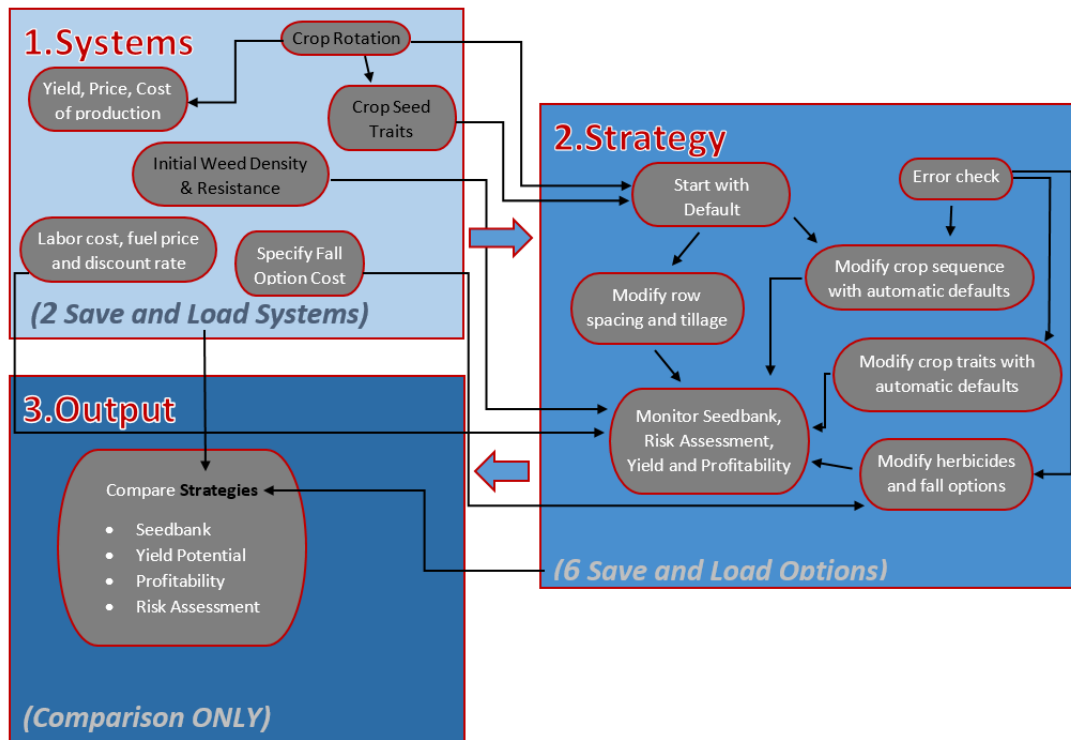 1.Systems
Crop Rotation
Yield, Price, Cost
of production
Crop Seed
Traits
Initial Weed Density
& Resistance
Labor cost, fuel price
and discount rate
Specify Fall
Option Cost
(2 Save and Load Systems)
2.Strategy
Start with
Default
Error check
Modify crop sequence
with automatic defaults
Modify row
spacing and tillage
Modify crop traits with
automatic defaults
Monitor Seedbank,
Risk Assessment,
Yield and Profitability
Modify herbicides
and fall options
(6 Save and Load Options)
3.Output
Compare Strategies
• Seedbank
• Yield Potential
• Profitability
• Risk Assessment
(Comparison ONLY)